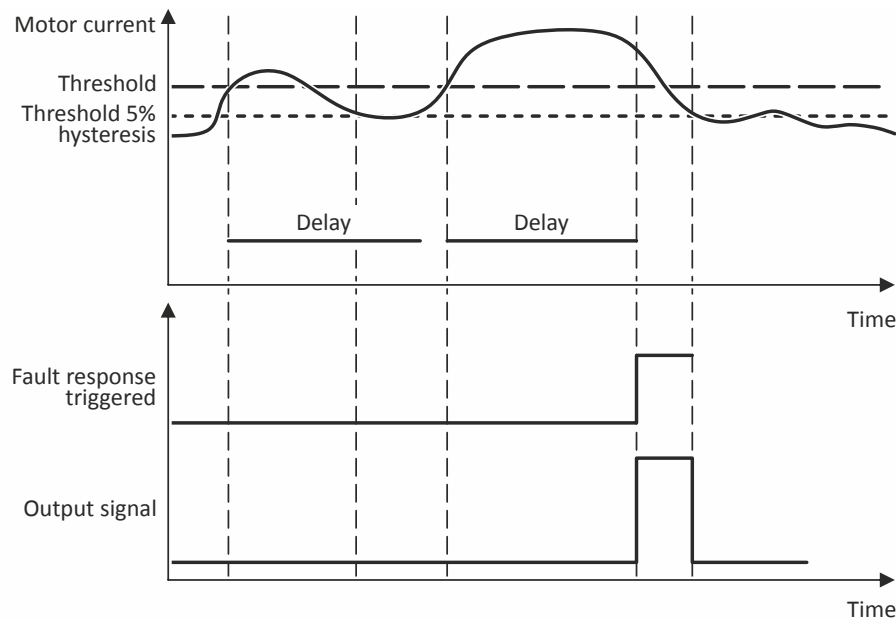 Motor current
Threshold
Threshold 5%
hysteresis
Delay
Delay
Time
Fault response
triggered
Output signal
Time